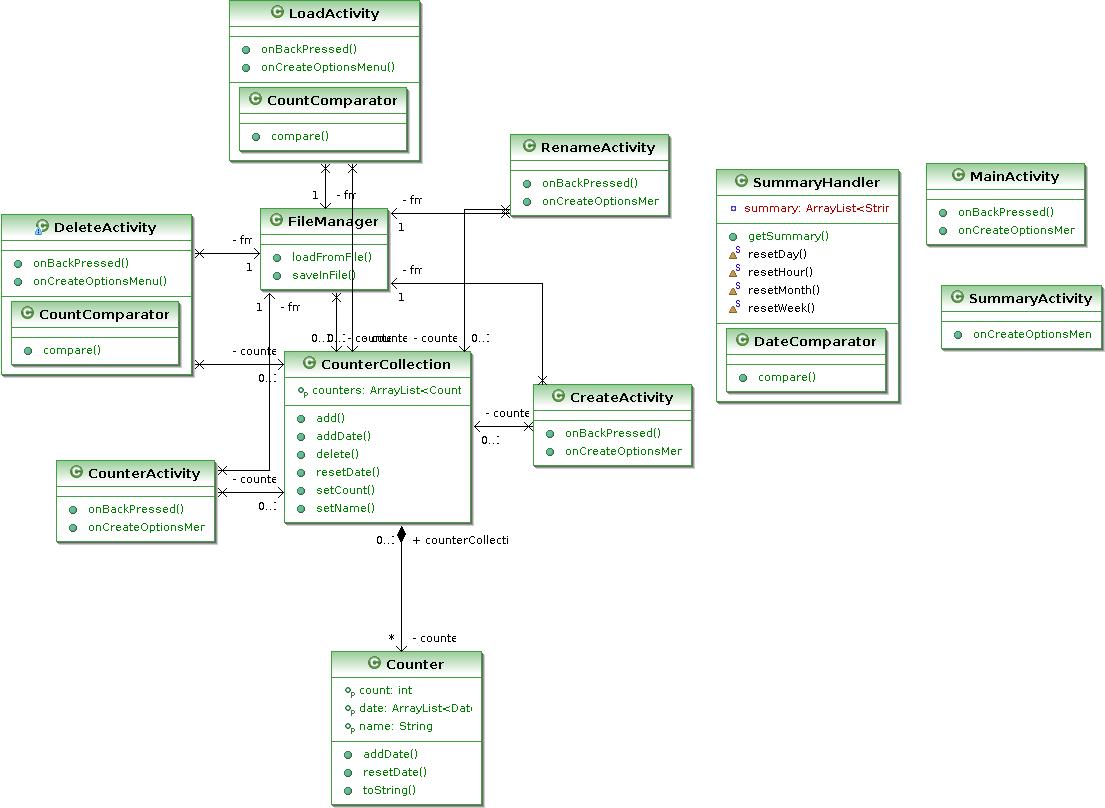 LoadActivity
onBackPressed()
onCreateOptionsMenu()
CountComparator
compare()
RenameActivity
onBackPressed()
onCreateOptionsMer
SummaryHandler
summary: ArrayList<Strir
getSummary()
resetDay()
resetHour()
resetMonth()
resetWeek()
DateComparator
compare()
MainActivity
onBackPressed()
onCreateOptionsMer
SummaryActivity
onCreateOptionsMen
DeleteActivity
onBackPressed()
onCreateOptionsMenu()
CountComparator
compare()
1
- fm
FileManager
loadFromFile()
saveInFile()
- fm
1
- fm
1
- fm
1
1
- fm
0..
- counte
- counte
0..
- counte
0..
CounterCollection
counters: ArrayList<Count
add()
addDate()
delete()
resetDate()
setCount()
setName()
CreateActivity
onBackPressed()
onCreateOptionsMer
- counte
0..
CounterActivity
onBackPressed()
onCreateOptionsMer
- counte
0..
0..
+ counterCollecti
*
- counte
Counter
count: int
date: ArrayList<Dat
name: String
addDate()
resetDate()
toString()